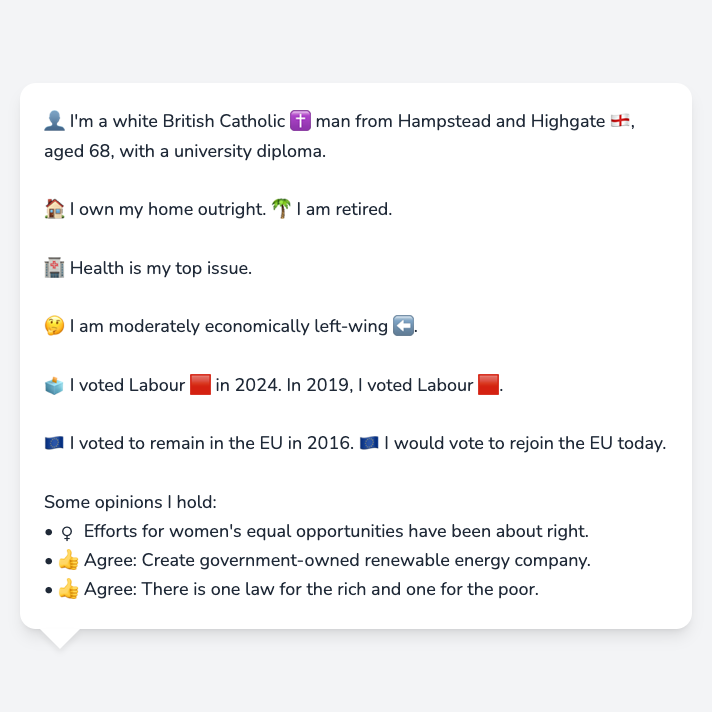 👤 I'm a white British Catholic ✝️ man from Hampstead and Highgate 🏴󠁧󠁢󠁥󠁮󠁧󠁿,
aged 68, with a university diploma.
🏠 I own my home outright. 🌴 I am retired.
🏥 Health is my top issue.
🤔 I am moderately economically left-wing ⬅️.
🗳️ I voted Labour 🟥 in 2024. In 2019, I voted Labour 🟥.
🇪🇺 I voted to remain in the EU in 2016. 🇪🇺 I would vote to rejoin the EU today.
Some opinions I hold:
• ♀ Efforts for women's equal opportunities have been about right.
• 👍 Agree: Create government-owned renewable energy company.
• 👍 Agree: There is one law for the rich and one for the poor.